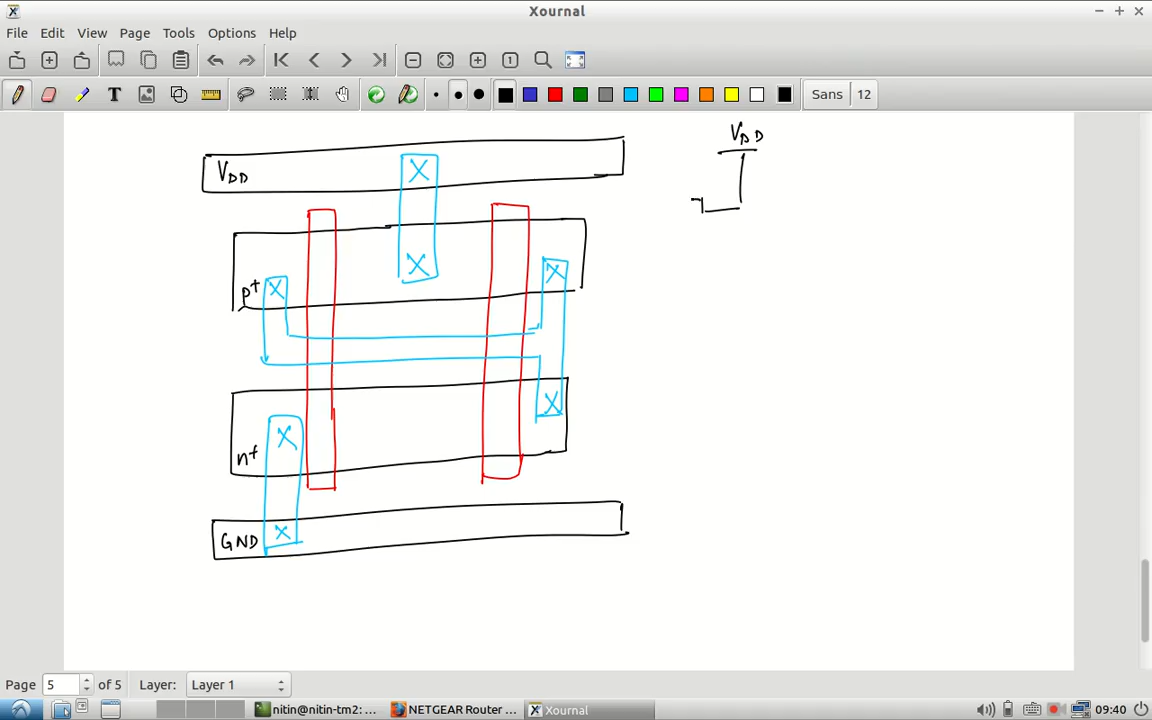 Xournal
File Edit View Page Tools Options Help
Sans 12
VDD
VDD
X
X
X
X
p+
X
X
n+
X
GND
Page 5 of 5 Layer: Layer 1
nitin@nitin-tm2: ... NETGEAR Router ... Xournal 09:40